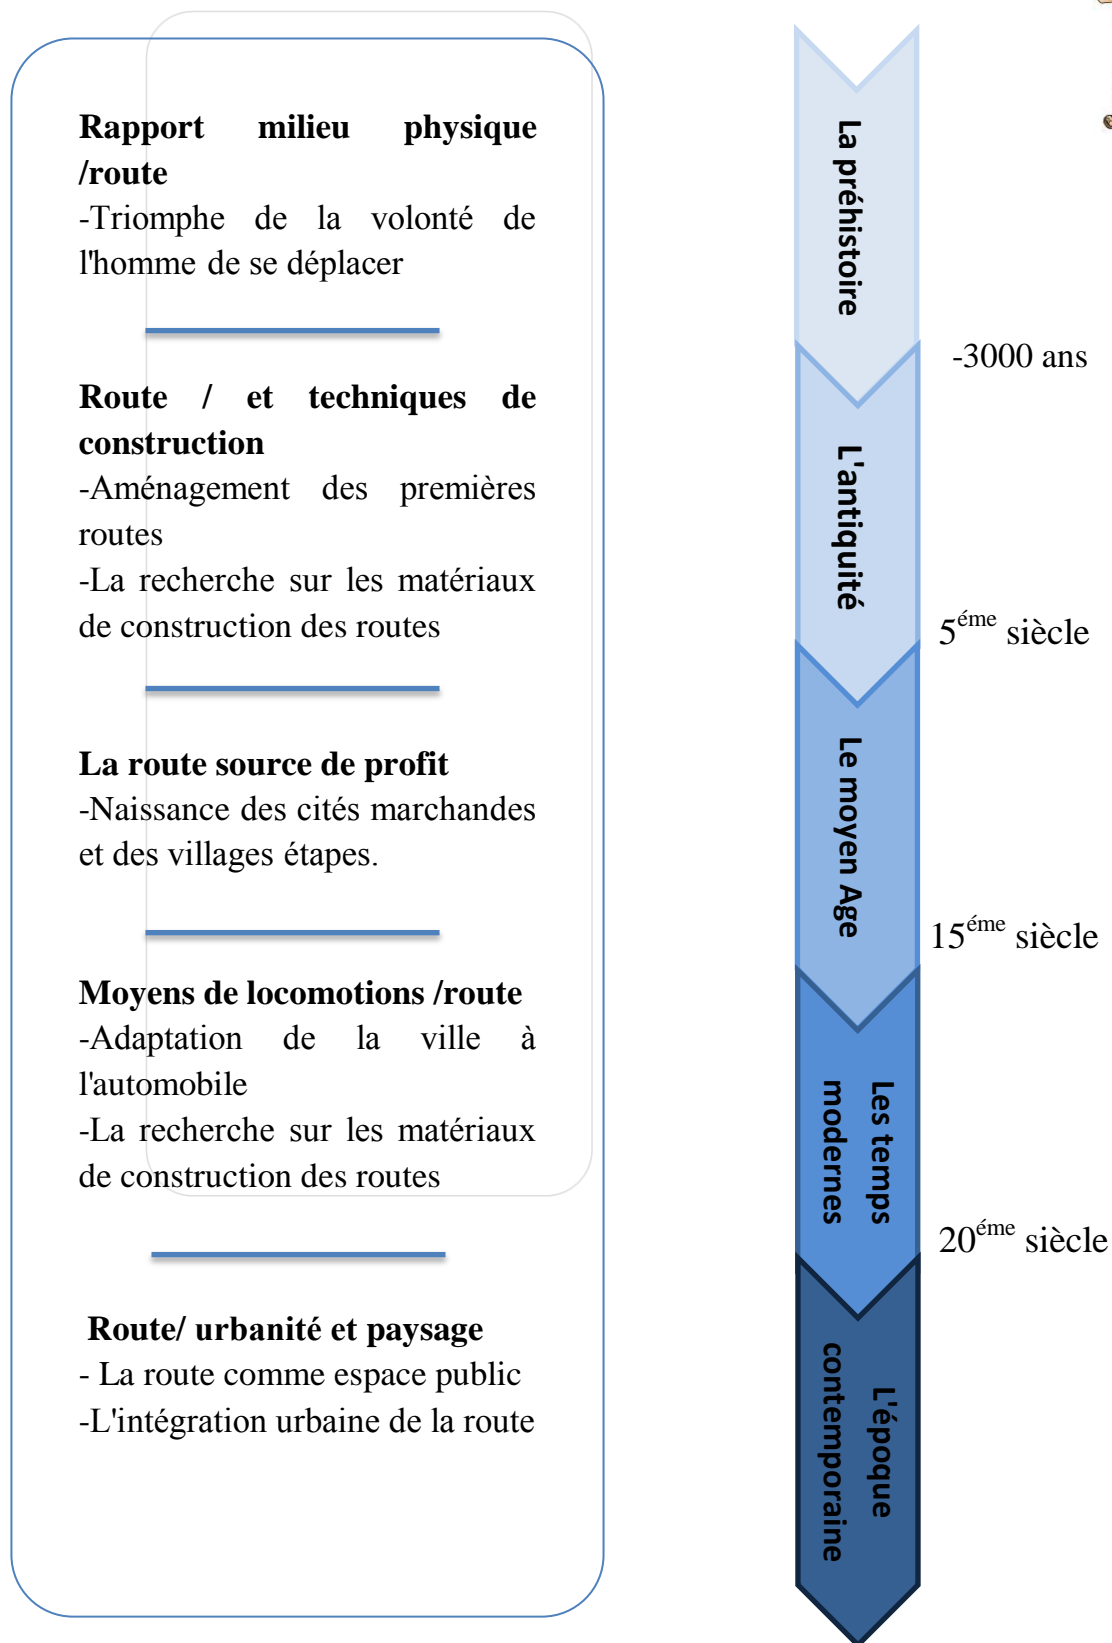 Rapport milieu physique
/route
-Triomphe de la volonté de
l'homme de se déplacer
Route / et techniques de
construction
-Aménagement des premières
routes
-La recherche sur les matériaux
de construction des routes
La route source de profit
-Naissance des cités marchandes
et des villages étapes.
Moyens de locomotions /route
-Adaptation de la ville à
l'automobile
-La recherche sur les matériaux
de construction des routes
Route/ urbanité et paysage
- La route comme espace public
-L'intégration urbaine de la route
La préhistoire
-3000 ans
L'antiquité
5éme siècle
Le moyen Age
15éme siècle
Les temps
modernes
20éme siècle
L'époque
contemporaine